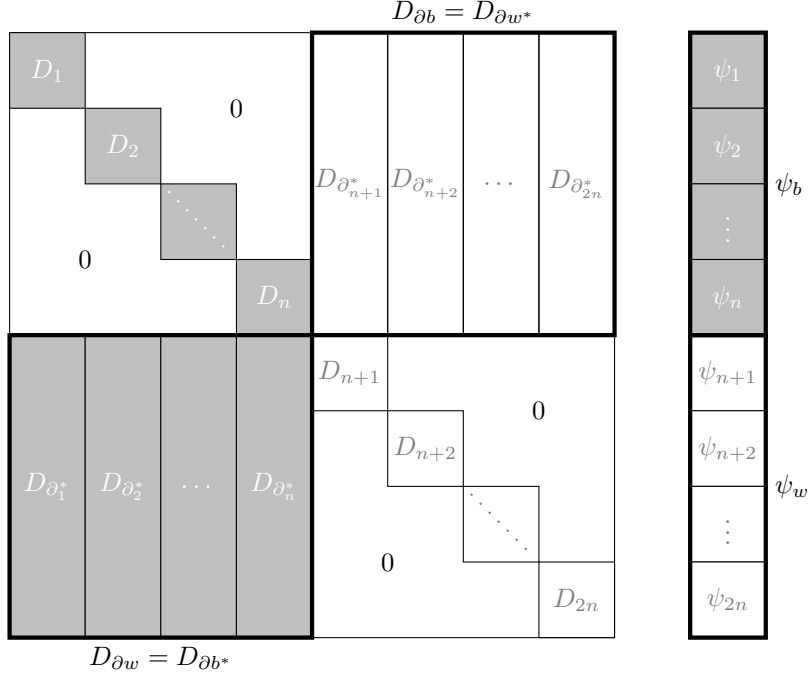 D_{∂b} = D_{∂w*}
D_1
ψ_1
0
D_2
ψ_2
D_{∂*_{n+1}} D_{∂*_{n+2}} ⋯ D_{∂*_{2n}}
ψ_b
⋱
⋮
0
D_n
ψ_n
D_{n+1}
ψ_{n+1}
0
D_{n+2}
ψ_{n+2}
D_{∂*_1} D_{∂*_2} ⋯ D_{∂*_n}
ψ_w
⋱
⋮
0
D_{2n}
ψ_{2n}
D_{∂w} = D_{∂b*}